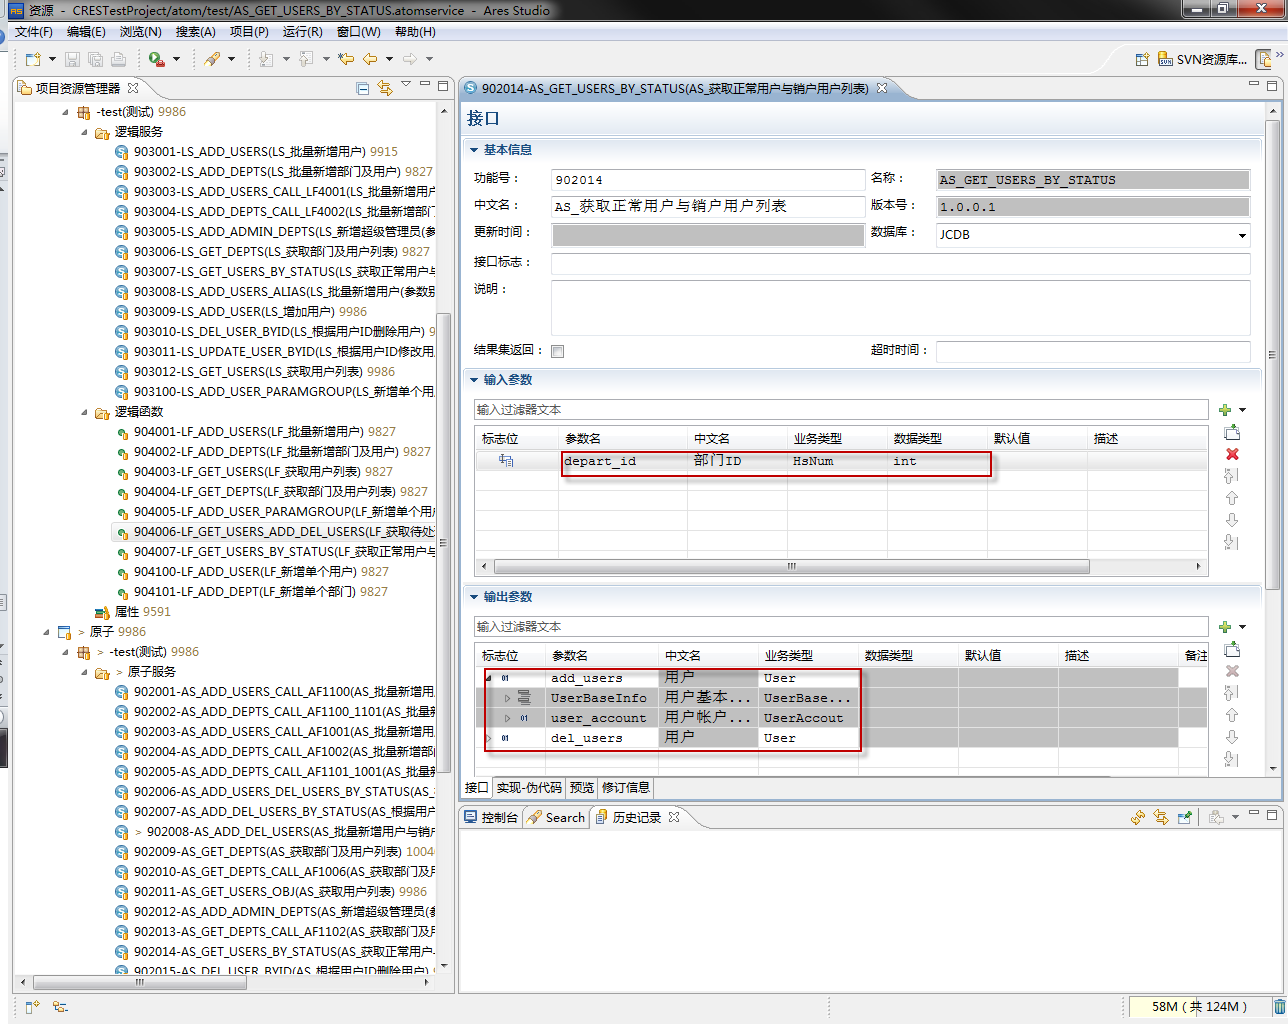 资源 - CRESTestProject/atom/test/AS_GET_USERS_BY_STATUS.atomservice - Ares Studio
文件(F) 编辑(E) 浏览(N) 搜索(A) 项目(P) 运行(R) 窗口(W) 帮助(H)
SVN资源库...
项目资源管理器
-test(测试) 9986
逻辑服务
903001-LS_ADD_USERS(LS_批量新增用户) 9915
903002-LS_ADD_DEPTS(LS_批量新增部门及用户) 9827
903003-LS_ADD_USERS_CALL_LF4001(LS_批量新增用户
903004-LS_ADD_DEPTS_CALL_LF4002(LS_批量新增部门
903005-LS_ADD_ADMIN_DEPTS(LS_新增超级管理员(参
903006-LS_GET_DEPTS(LS_获取部门及用户列表) 9827
903007-LS_GET_USERS_BY_STATUS(LS_获取正常用户与
903008-LS_ADD_USERS_ALIAS(LS_批量新增用户(参数别
903009-LS_ADD_USER(LS_增加用户) 9986
903010-LS_DEL_USER_BYID(LS_根据用户ID删除用户) 9
903011-LS_UPDATE_USER_BYID(LS_根据用户ID修改用
903012-LS_GET_USERS(LS_获取用户列表) 9986
903100-LS_ADD_USER_PARAMGROUP(LS_新增单个用
逻辑函数
904001-LF_ADD_USERS(LF_批量新增用户) 9827
904002-LF_ADD_DEPTS(LF_批量新增部门及用户) 9827
904003-LF_GET_USERS(LF_获取用户列表) 9827
904004-LF_GET_DEPTS(LF_获取部门及用户列表) 9827
904005-LF_ADD_USER_PARAMGROUP(LF_新增单个用户
904006-LF_GET_USERS_ADD_DEL_USERS(LF_获取待处
904007-LF_GET_USERS_BY_STATUS(LF_获取正常用户与
904100-LF_ADD_USER(LF_新增单个用户) 9827
904101-LF_ADD_DEPT(LF_新增单个部门) 9827
属性 9591
> 原子 9986
> -test(测试) 9986
> 原子服务
902001-AS_ADD_USERS_CALL_AF1100(AS_批量新增用
902002-AS_ADD_DEPTS_CALL_AF1100_1101(AS_批量新
902003-AS_ADD_USERS_CALL_AF1001(AS_批量新增用
902004-AS_ADD_DEPTS_CALL_AF1002(AS_批量新增部
902005-AS_ADD_DEPTS_CALL_AF1101_1001(AS_批量新
902006-AS_ADD_USERS_DEL_USERS_BY_STATUS(AS_
902007-AS_ADD_DEL_USERS_BY_STATUS(AS_根据用户
> 902008-AS_ADD_DEL_USERS(AS_批量新增用户与销户
902009-AS_GET_DEPTS(AS_获取部门及用户列表) 1004
902010-AS_GET_DEPTS_CALL_AF1006(AS_获取部门及用
902011-AS_GET_USERS_OBJ(AS_获取用户列表) 9986
902012-AS_ADD_ADMIN_DEPTS(AS_新增超级管理员(参
902013-AS_GET_DEPTS_CALL_AF1102(AS_获取部门及用
902014-AS_GET_USERS_BY_STATUS(AS_获取正常用户
902015-AS_DEL_USER_BYID(AS_根据用户ID删除用户)
902014-AS_GET_USERS_BY_STATUS(AS_获取正常用户与销户用户列表)
接口
基本信息
功能号： 902014 名称： AS_GET_USERS_BY_STATUS
中文名： AS_获取正常用户与销户用户列表 版本号： 1.0.0.1
更新时间： 数据库： JCDB
接口标志：
说明：
结果集返回： 超时时间：
输入参数
输入过滤器文本
标志位 参数名 中文名 业务类型 数据类型 默认值 描述
depart_id 部门ID HsNum int
输出参数
输入过滤器文本
标志位 参数名 中文名 业务类型 数据类型 默认值 描述 备注
01 add_users 用户 User
UserBaseInfo 用户基本... UserBase...
01 user_account 用户帐户... UserAccout
01 del_users 用户 User
接口 实现-伪代码 预览 修订信息
控制台 Search 历史记录
58M ( 共 124M )